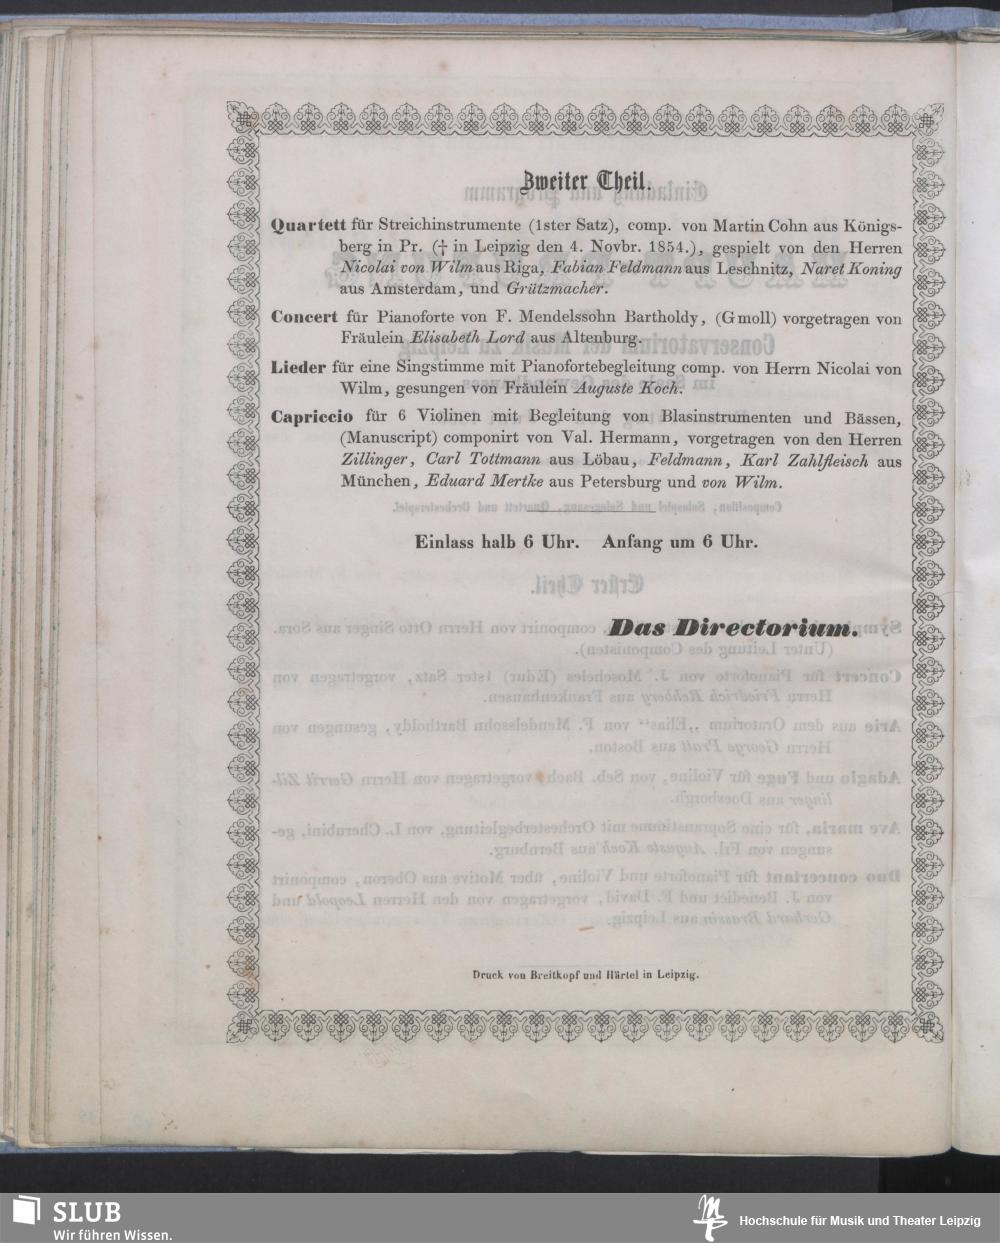 Zweiter Theil.
Quartett für Streichinstrumente (1ster Satz), comp. von Martin Cohn aus Königs-
berg in Pr. († in Leipzig den 4. Novbr. 1854.), gespielt von den Herren
Nicolai von Wilm aus Riga, Fabian Feldmann aus Leschnitz, Naret Koning
aus Amsterdam, und Grützmacher.
Concert für Pianoforte von F. Mendelssohn Bartholdy, (G moll) vorgetragen von
Fräulein Elisabeth Lord aus Altenburg.
Lieder für eine Singstimme mit Pianofortebegleitung comp. von Herrn Nicolai von
Wilm, gesungen von Fräulein Auguste Koch.
Capriccio für 6 Violinen mit Begleitung von Blasinstrumenten und Bässen,
(Manuscript) componirt von Val. Hermann, vorgetragen von den Herren
Zillinger, Carl Tottmann aus Löbau, Feldmann, Karl Zahlfleisch aus
München, Eduard Mertke aus Petersburg und von Wilm.
Einlass halb 6 Uhr. Anfang um 6 Uhr.
Das Directorium.
Druck von Breitkopf und Härtel in Leipzig.
SLUB
Wir führen Wissen.
Hochschule für Musik und Theater Leipzig